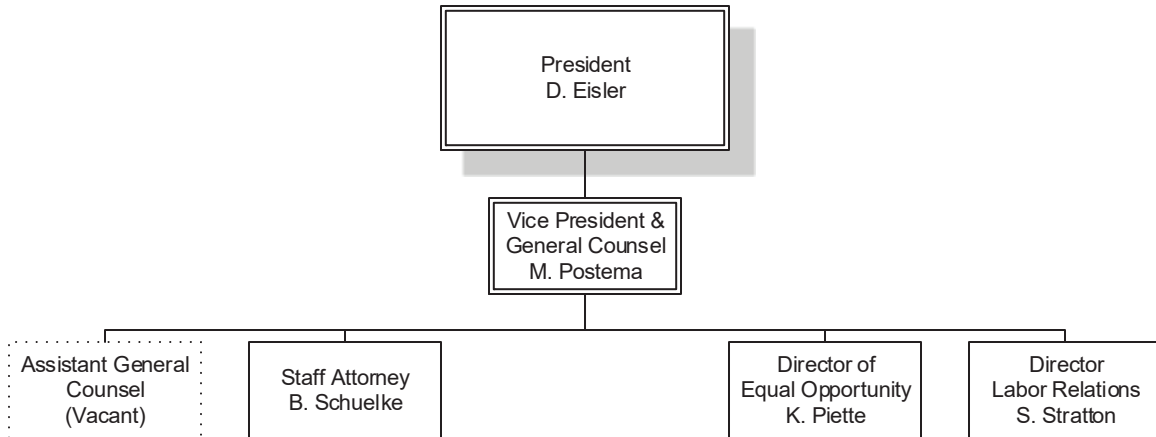 President
D. Eisler
Vice President &
General Counsel
M. Postema
Assistant General
Counsel
(Vacant)
Staff Attorney
B. Schuelke
Director of
Equal Opportunity
K. Piette
Director
Labor Relations
S. Stratton